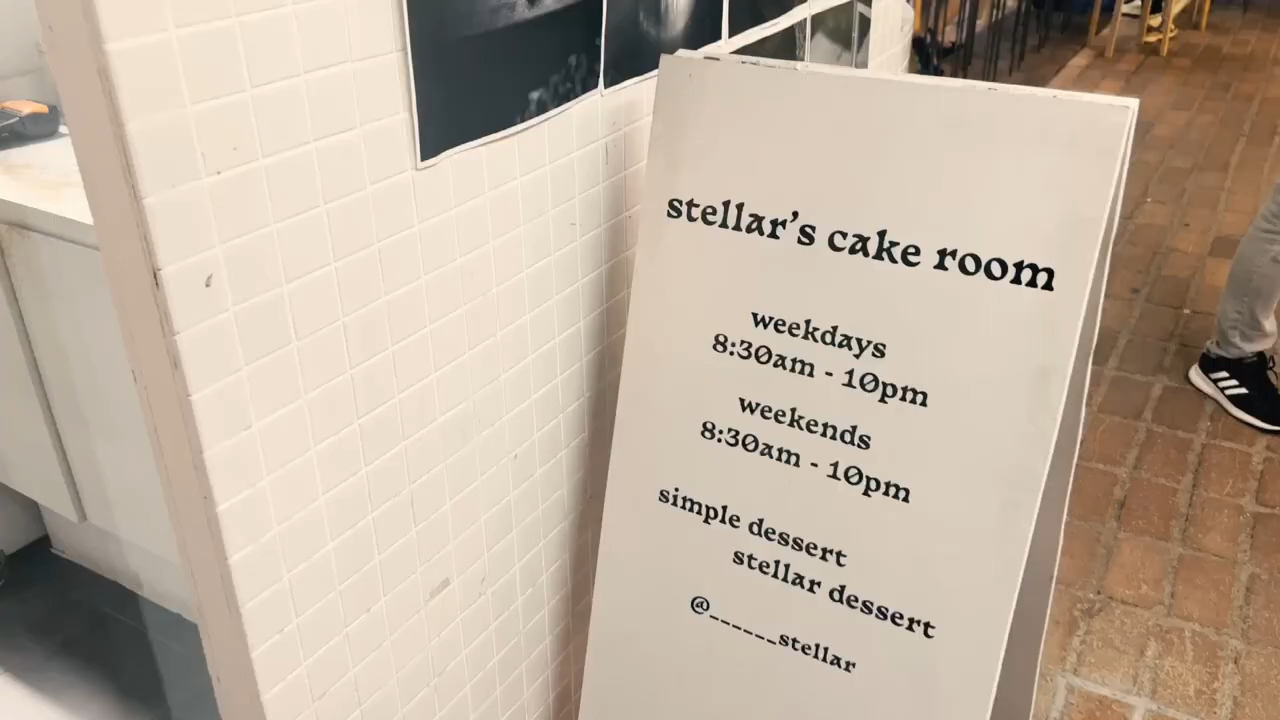 stellar's cake room
weekdays
8:30am - 10pm
weekends
8:30am - 10pm
simple dessert
stellar dessert
@______stellar